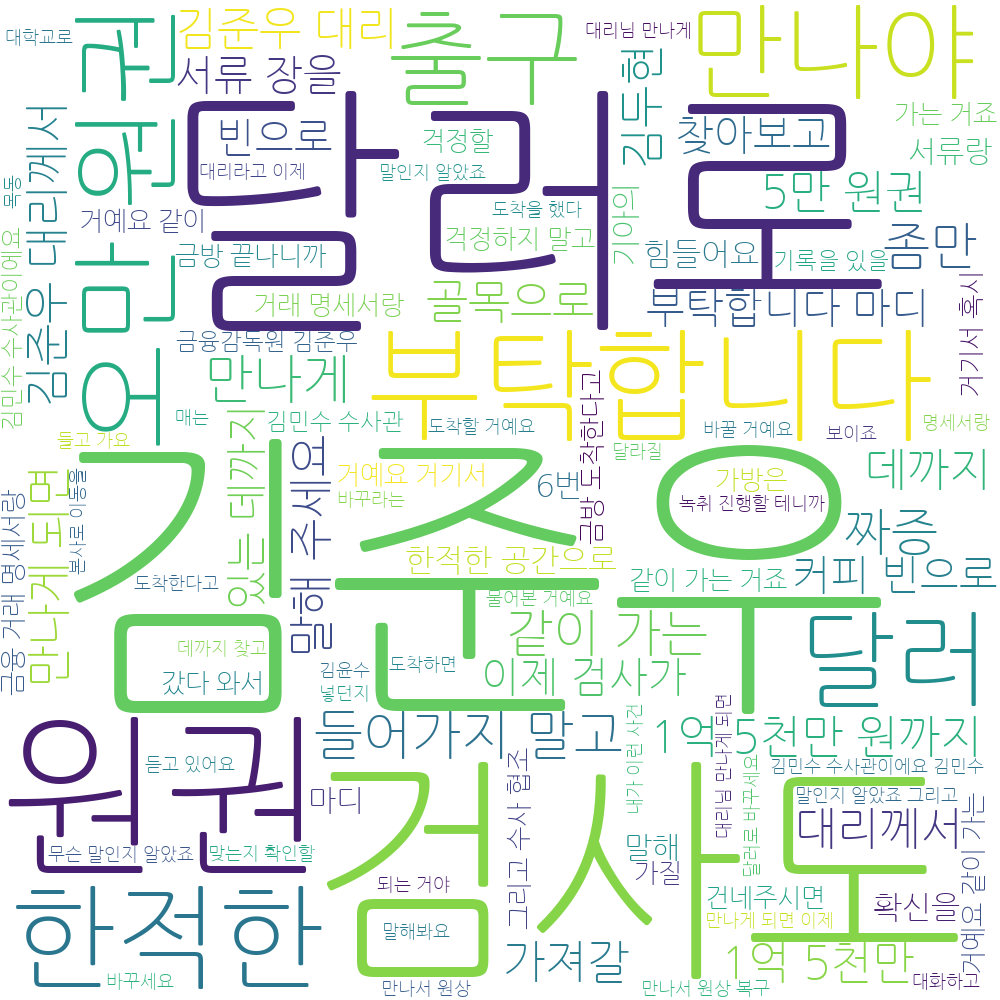 대학교로
김준우 대리
출구
대리님 만나게
만나야
오만원권
서류 장을
김두현
가는 거죠
서류랑
달러로
빈으로
걱정할
찾아보고
대리라고 이제
말인지 알았죠
5만 원권
목동
대리께서
거예요 같이
도착을 했다
금방 끝나니까
걱정하지 말고
기아의
힘들어요
기록을 있을
좀만
김민수 수사관이에요
김준우
거래 명세서랑
골목으로
부탁합니다 마디
거기서 혹시
금융감독원 김준우
만나게
부탁합니다
매는
김민수 수사관
도착할 거예요
금방 도착한다고
바꿀 거예요
보이죠
명세서랑
들고 가요
달라질
김준우
있는 데까지
말해 주세요
거예요 거기서
바꾸라는
6번
가방은
녹취 진행할 테니까
데까지
금융 거래 명세서랑
만나게 되면
본사로 이동을
한적한 공간으로
짜증
도착한다고
물어본 거예요
같이 가는 거죠
커피 빈으로
데까지 찾고
같이 가는
달러
갔다 와서
김윤수
도착하면
넣던지
이제 검사가
원권
들어가지 말고
내가 이런 사건
대리님 만나게 되면
1억 5천만 원까지
듣고 있어요
검사도
그리고 수사 협조
달러로 바꾸세요
김민수 수사관이에요 김민수
마디
말인지 알았죠 그리고
대리께서
무슨 말인지 알았죠
맞는지 확인할
말해
가질
거예요 같이 가는
한적한
되는 거야
건네주시면
확신을
만나게 되면 이제
말해봐요
가져갈
1억 5천만
바꾸세요
만나서 원상
만나서 원상 복구
대화하고